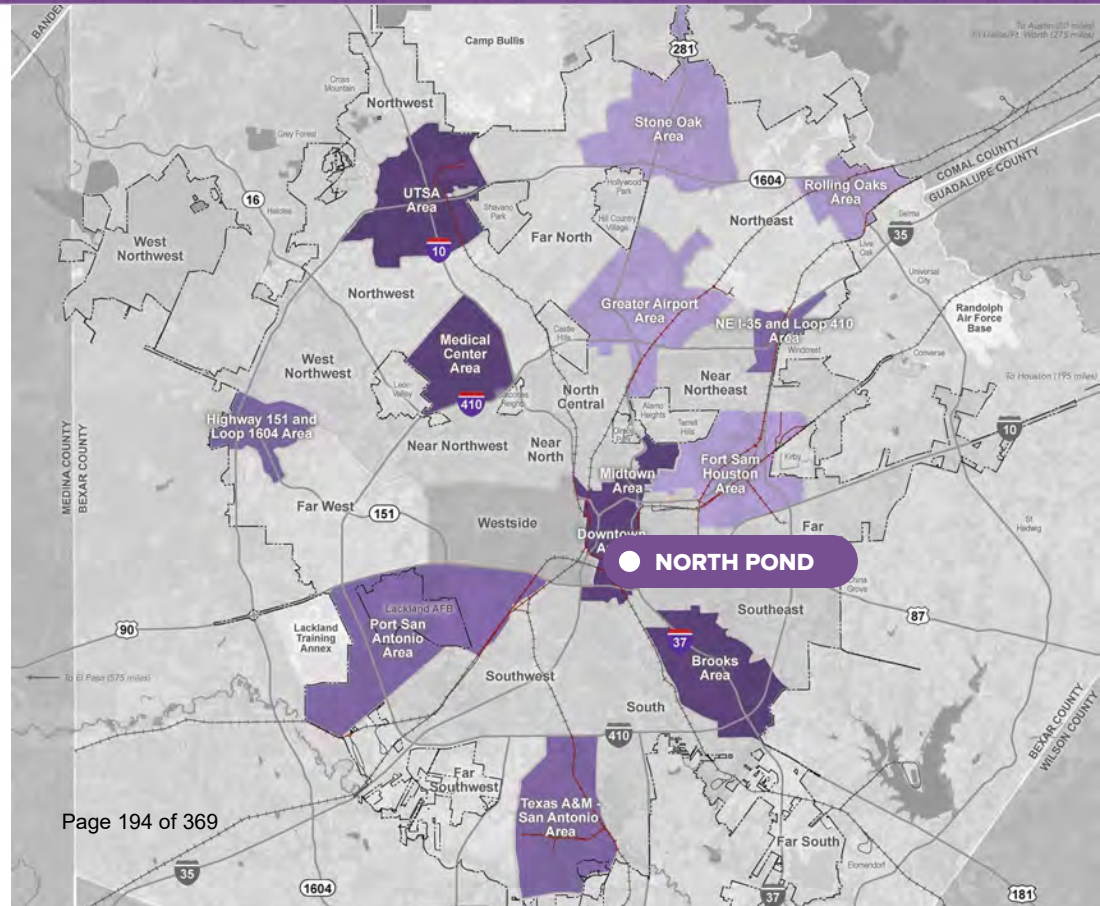 BANDE
To Austin (80 miles)
Camp Bullis
281
Cross
Mountain
Northwest
Stone Oak
Area
Grey Forest
COMAL COUNTY
GUADALUPE COUNTY
1604
Rolling Oaks
Area
UTSA
Area
Hollywood
Park
16
Helotes
Shavano
Park
Hill Country
Village
Northeast
Selma
35
West
Northwest
Far North
Live
Oak
10
Universal
City
Northwest
Greater Airport
Area
Randolph
Air Force
Base
NE I-35 and Loop 410
Area
Castle
Hills
Medical
Center
Area
Windcrest
Converse
West
Northwest
To Houston (195 miles)
North
Central
Near
Northeast
Leon
Valley
410
Highway 151 and
Loop 1604 Area
Alamo
Heights
Terrell
Hills
10
Near Northwest
Near
North
Fort Sam
Houston
Area
Kirby
Midtown
Area
MEDINA COUNTY
BEXAR COUNTY
Far West
151
Westside
Far
St
Hedwig
Downtown
NORTH POND
China
Grove
Lackland AFB
Port San
Antonio
Area
Southeast
87
90
Lackland
Training
Annex
37
Brooks
Area
To El Paso (575 miles)
Southwest
South
BEXAR COUNTY
WILSON COUNTY
410
Far
Southwest
Texas A&M -
San Antonio
Area
Page 194 of 369
Far South
Elmendorf
35
1604
37
181